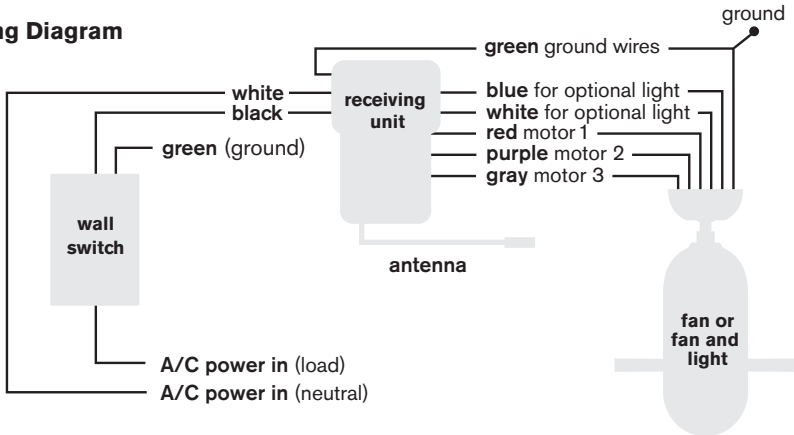 ng Diagram
ground
green ground wires
white
black
receiving
unit
blue for optional light
white for optional light
red motor 1
purple motor 2
gray motor 3
green (ground)
wall
switch
antenna
fan or
fan and
light
A/C power in (load)
A/C power in (neutral)